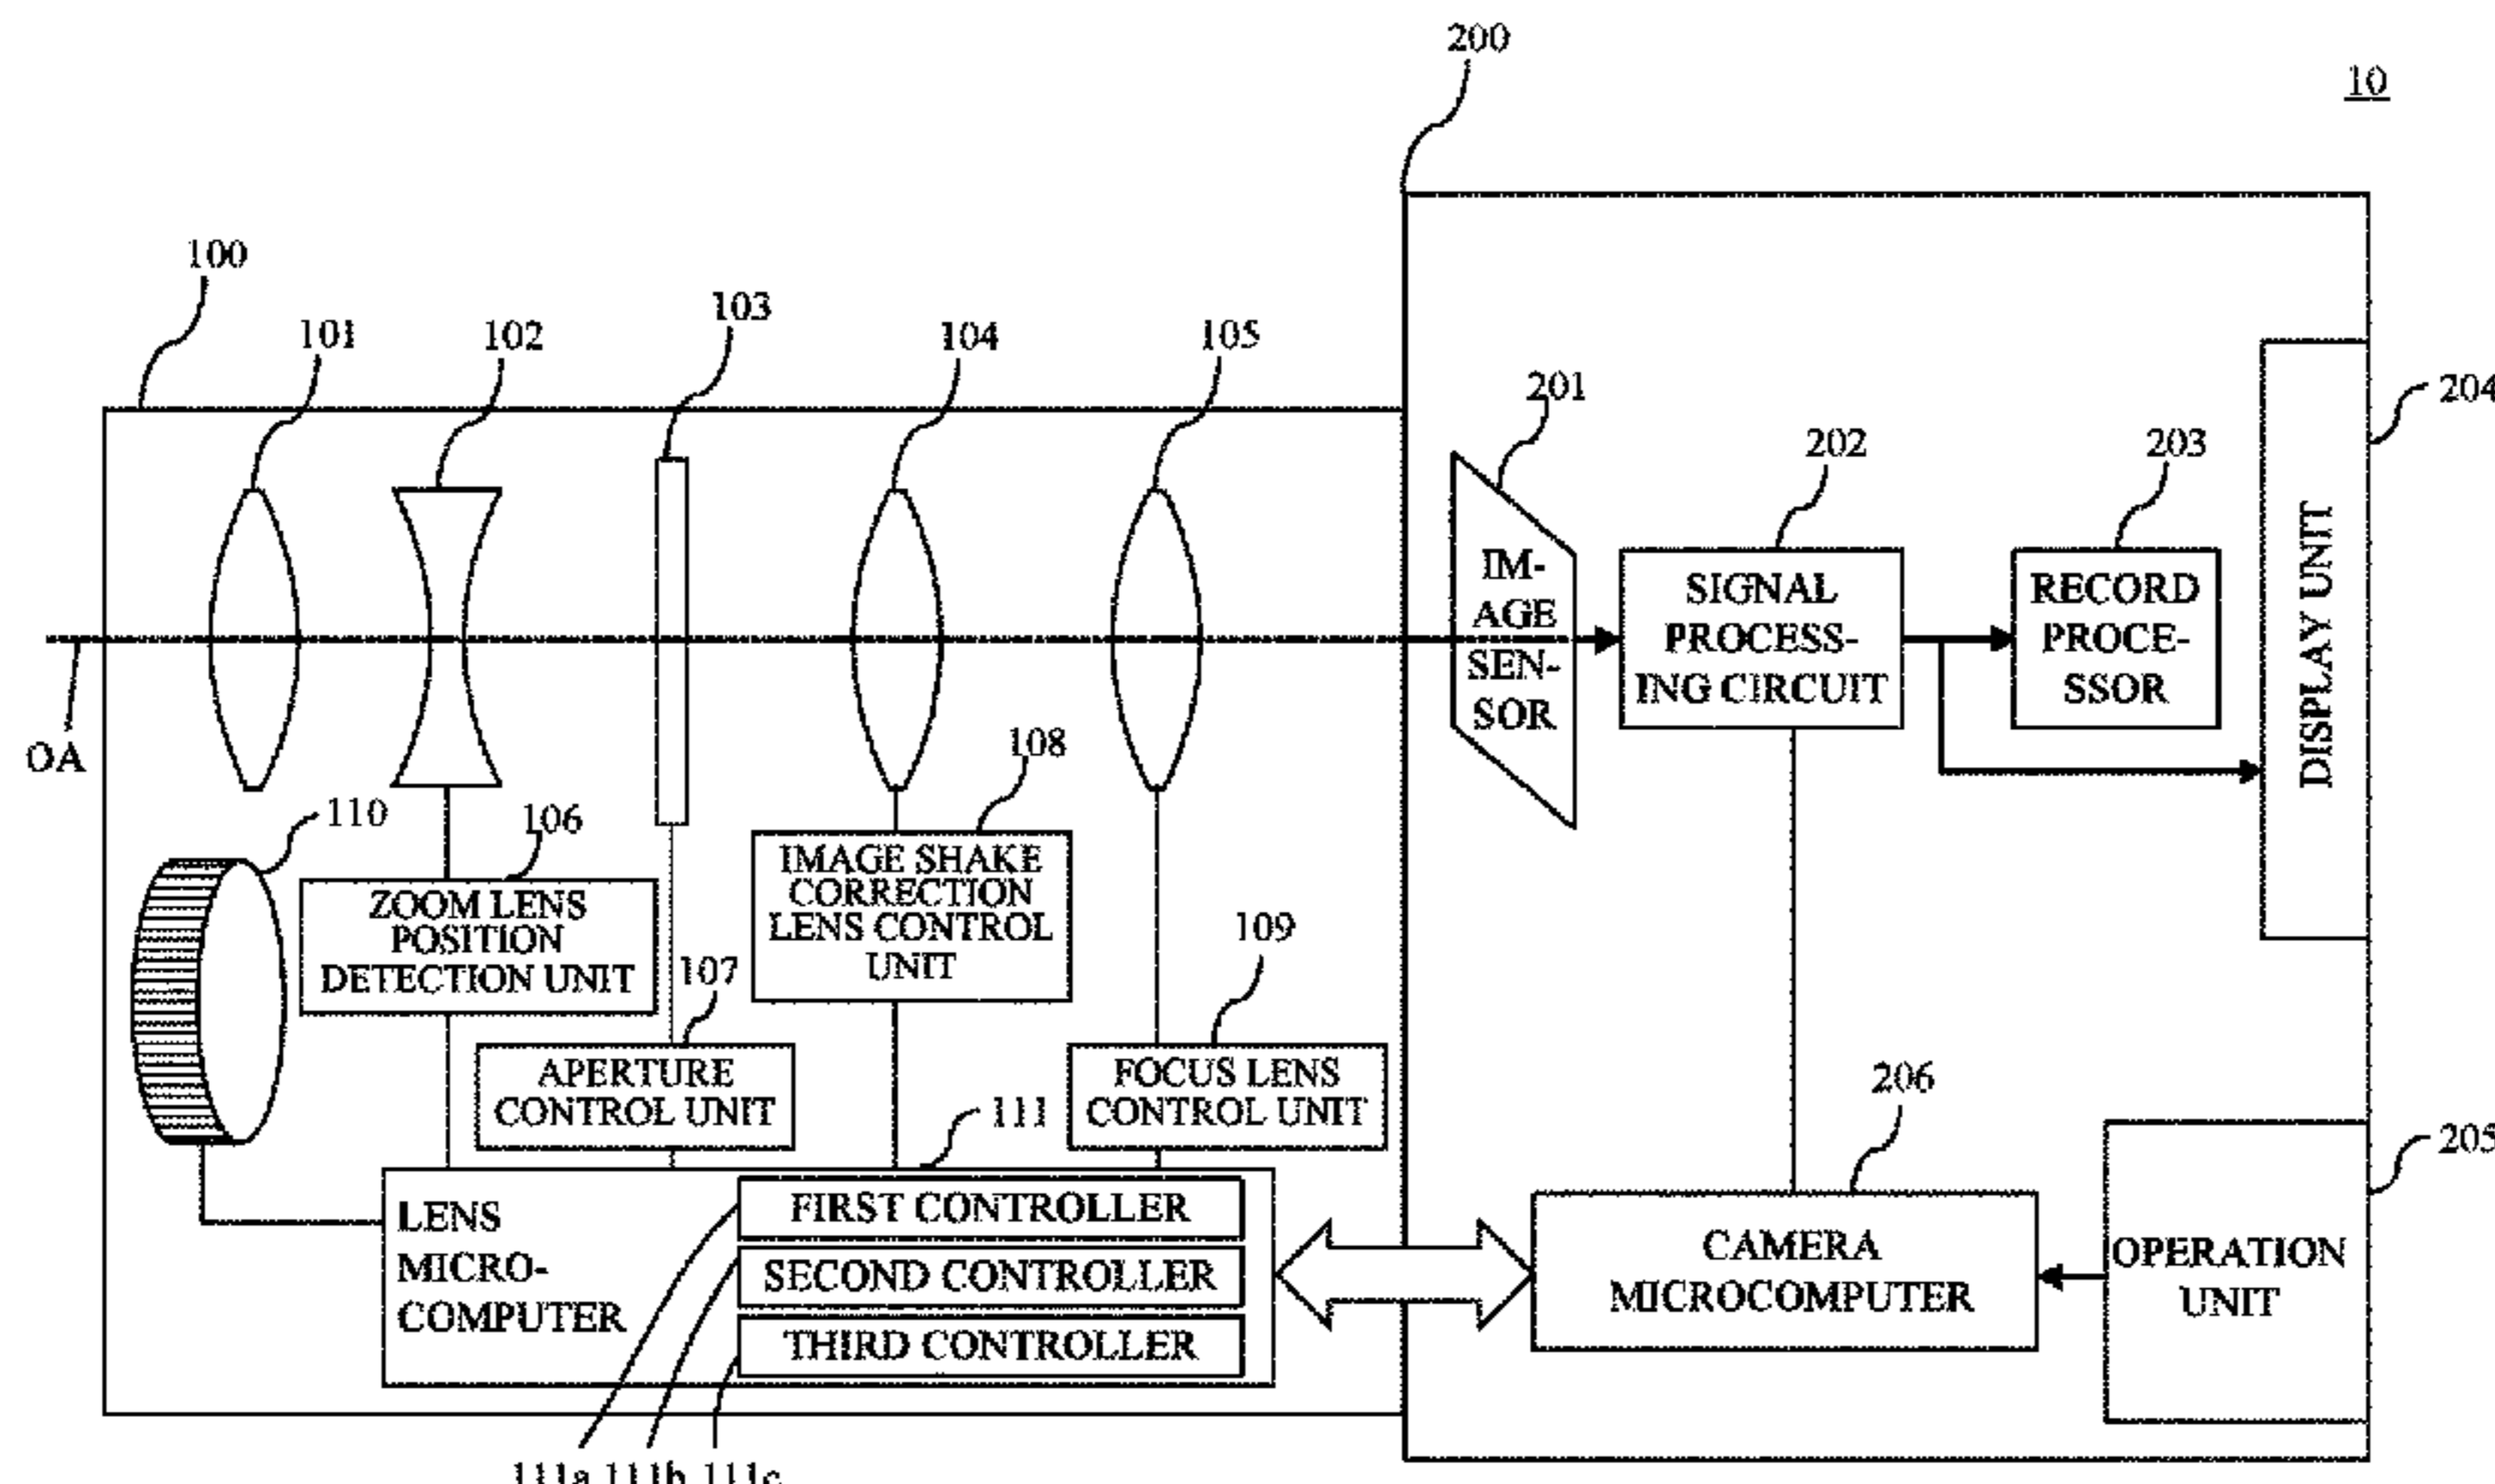 200
10
100
103
101
102
104
105
201
204
202
203
IM-
AGE
SEN-
SOR
SIGNAL
PROCESS-
ING CIRCUIT
RECORD
PROCE-
SSOR
DISPLAY UNIT
OA
108
110
106
IMAGE SHAKE
CORRECTION
LENS CONTROL
UNIT
ZOOM LENS
POSITION
DETECTION UNIT
109
107
APERTURE
CONTROL UNIT
FOCUS LENS
CONTROL UNIT
111
206
205
LENS
MICRO-
COMPUTER
FIRST CONTROLLER
SECOND CONTROLLER
THIRD CONTROLLER
CAMERA
MICROCOMPUTER
OPERATION
UNIT
111a 111b 111c